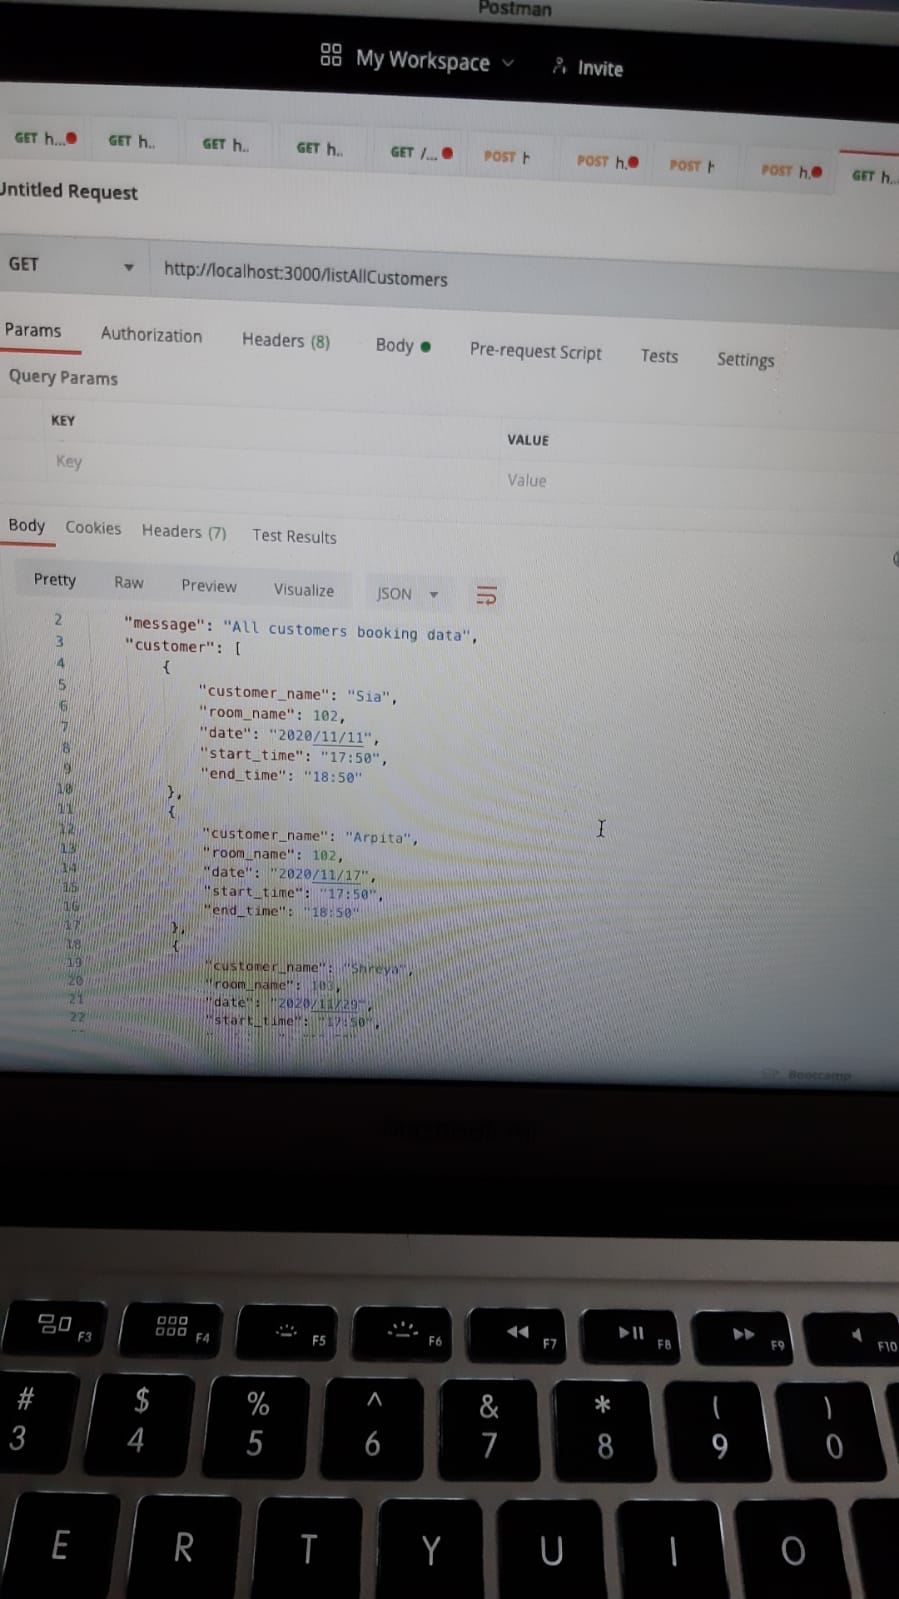 Postman
My Workspace
Invite
GET h...
GET h..
GET h..
GET h..
GET /...
POST h
POST h.
POST h
POST h.
GET h..
Untitled Request
GET
http://localhost:3000/listAllCustomers
Params
Authorization
Headers (8)
Body
Pre-request Script
Tests
Settings
Query Params
KEY
VALUE
Key
Value
Body
Cookies
Headers (7)
Test Results
Pretty
Raw
Preview
Visualize
JSON
2 "message": "All customers booking data",
3 "customer": [
4 {
5 "customer_name": "Sia",
6 "room_name": 102,
7 "date": "2020/11/11",
8 "start_time": "17:50",
9 "end_time": "18:50"
10 },
11 {
12 "customer_name": "Arpita",
13 "room_name": 102,
14 "date": "2020/11/17",
15 "start_time": "17:50",
16 "end_time": "18:50"
17 },
18 {
19 "customer_name": "Shreya",
20 "room_name": 103,
21 "date": "2020/11/29",
22 "start_time": "17:50",
Bootcamp
F3
F4
F5
F6
F7
F8
F9
F10
# 3
$ 4
% 5
^ 6
& 7
* 8
( 9
) 0
E
R
T
Y
U
I
O